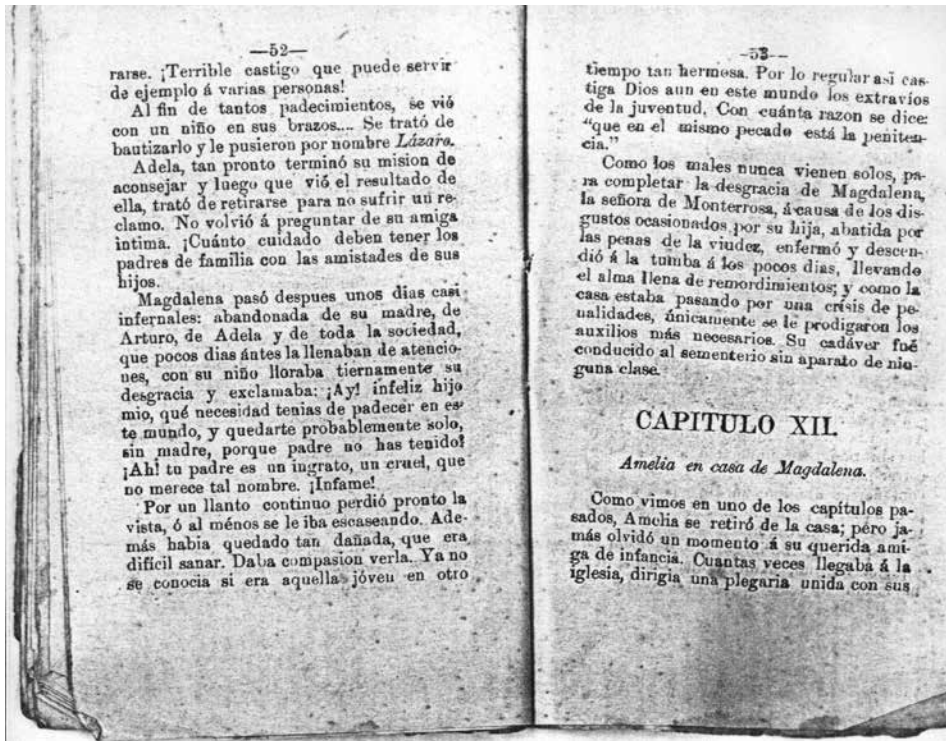 —52—
rarse. ¡Terrible castigo que puede servir
de ejemplo á varias personas!
Al fin de tantos padecimientos, se vió
con un niño en sus brazos.... Se trató de
bautizarlo y le pusieron por nombre Lázaro.
Adela, tan pronto terminó su mision de
aconsejar y luego que vió el resultado de
ella, trató de retirarse para no sufrir un re-
clamo. No volvió á preguntar de su amiga
intima. ¡Cuánto cuidado deben tener los
padres de familia con las amistades de sus
hijos.
Magdalena pasó despues unos dias casi
infernales: abandonada de su madre, de
Arturo, de Adela y de toda la sociedad,
que pocos dias ántes la llenaban de atencio-
nes, con su niño lloraba tiernamente su
desgracia y exclamaba: ¡Ay! infeliz hijo
mio, qué necesidad tenias de padecer en es-
te mundo, y quedarte probablemente solo,
sin madre, porque padre no has tenido!
¡Ah! tu padre es un ingrato, un cruel, que
no merece tal nombre. ¡Infame!
Por un llanto continuo perdió pronto la
vista, ó al ménos se le iba escaseando. Ade-
más habia quedado tan dañada, que era
dificil sanar. Daba compasion verla. Ya no
se conocia si era aquella jóven en otro
—53—
tiempo tan hermosa. Por lo regular asi cas-
tiga Dios aun en este mundo los extravios
de la juventud, Con cuánta razon se dice:
"que en el mismo pecado está la peniten-
cia."
Como los males nunca vienen solos, pa-
ra completar la desgracia de Magdalena,
la señora de Monterrosa, á causa de los dis-
gustos ocasionados por su hija, abatida por
las penas de la viudez, enfermó y descen-
dió á la tumba á los pocos dias, llevando
el alma llena de remordimientos; y como la
casa estaba pasando por una crísis de pe-
nalidades, únicamente se le prodigaron los
auxilios más necesarios. Su cadáver fué
conducido al sementerio sin aparato de nin-
guna clase.
CAPITULO XII.
Amelia en casa de Magdalena.
Como vimos en uno de los capítulos pa-
sados, Amelia se retiró de la casa; pero ja-
más olvidó un momento á su querida ami-
ga de infancia. Cuantas veces llegaba á la
iglesia, dirigia una plegaria unida con sus